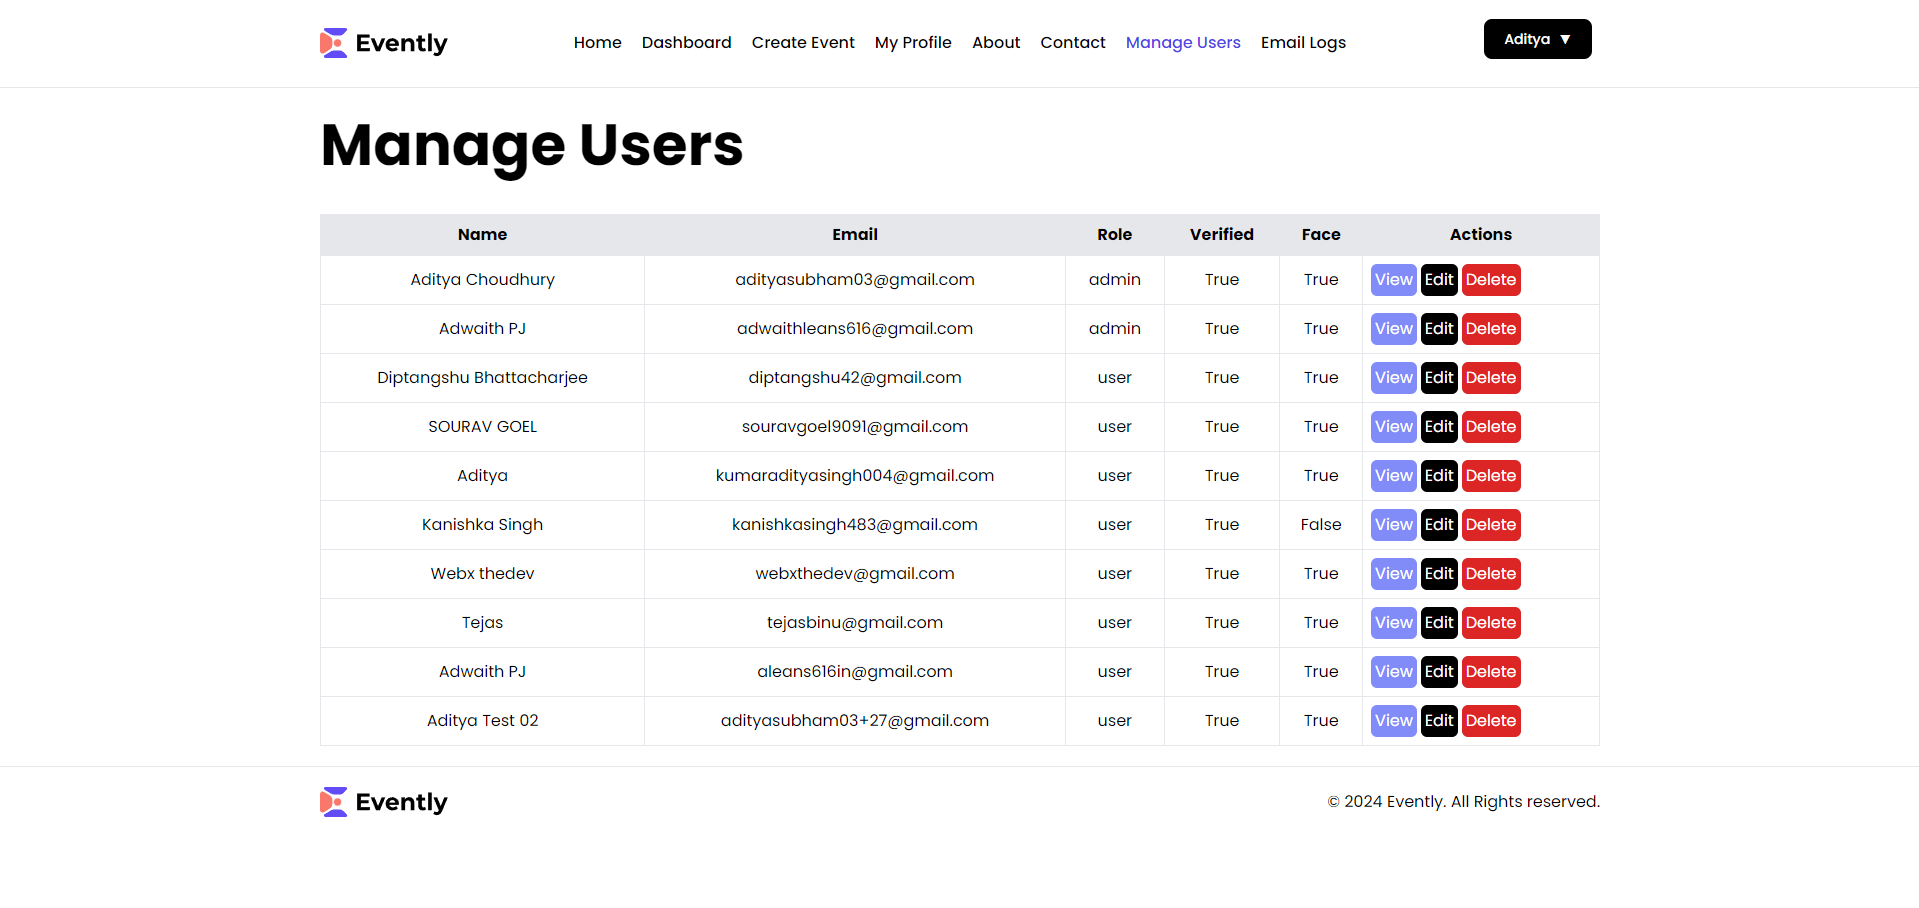 Evently
Home Dashboard Create Event My Profile About Contact Manage Users Email Logs
Aditya ▼
Manage Users
Name Email Role Verified Face Actions
Aditya Choudhury adityasubham03@gmail.com admin True True View Edit Delete
Adwaith PJ adwaithleans616@gmail.com admin True True View Edit Delete
Diptangshu Bhattacharjee diptangshu42@gmail.com user True True View Edit Delete
SOURAV GOEL souravgoel9091@gmail.com user True True View Edit Delete
Aditya kumaradityasingh004@gmail.com user True True View Edit Delete
Kanishka Singh kanishkasingh483@gmail.com user True False View Edit Delete
Webx thedev webxthedev@gmail.com user True True View Edit Delete
Tejas tejasbinu@gmail.com user True True View Edit Delete
Adwaith PJ aleans616in@gmail.com user True True View Edit Delete
Aditya Test 02 adityasubham03+27@gmail.com user True True View Edit Delete
Evently
© 2024 Evently. All Rights reserved.